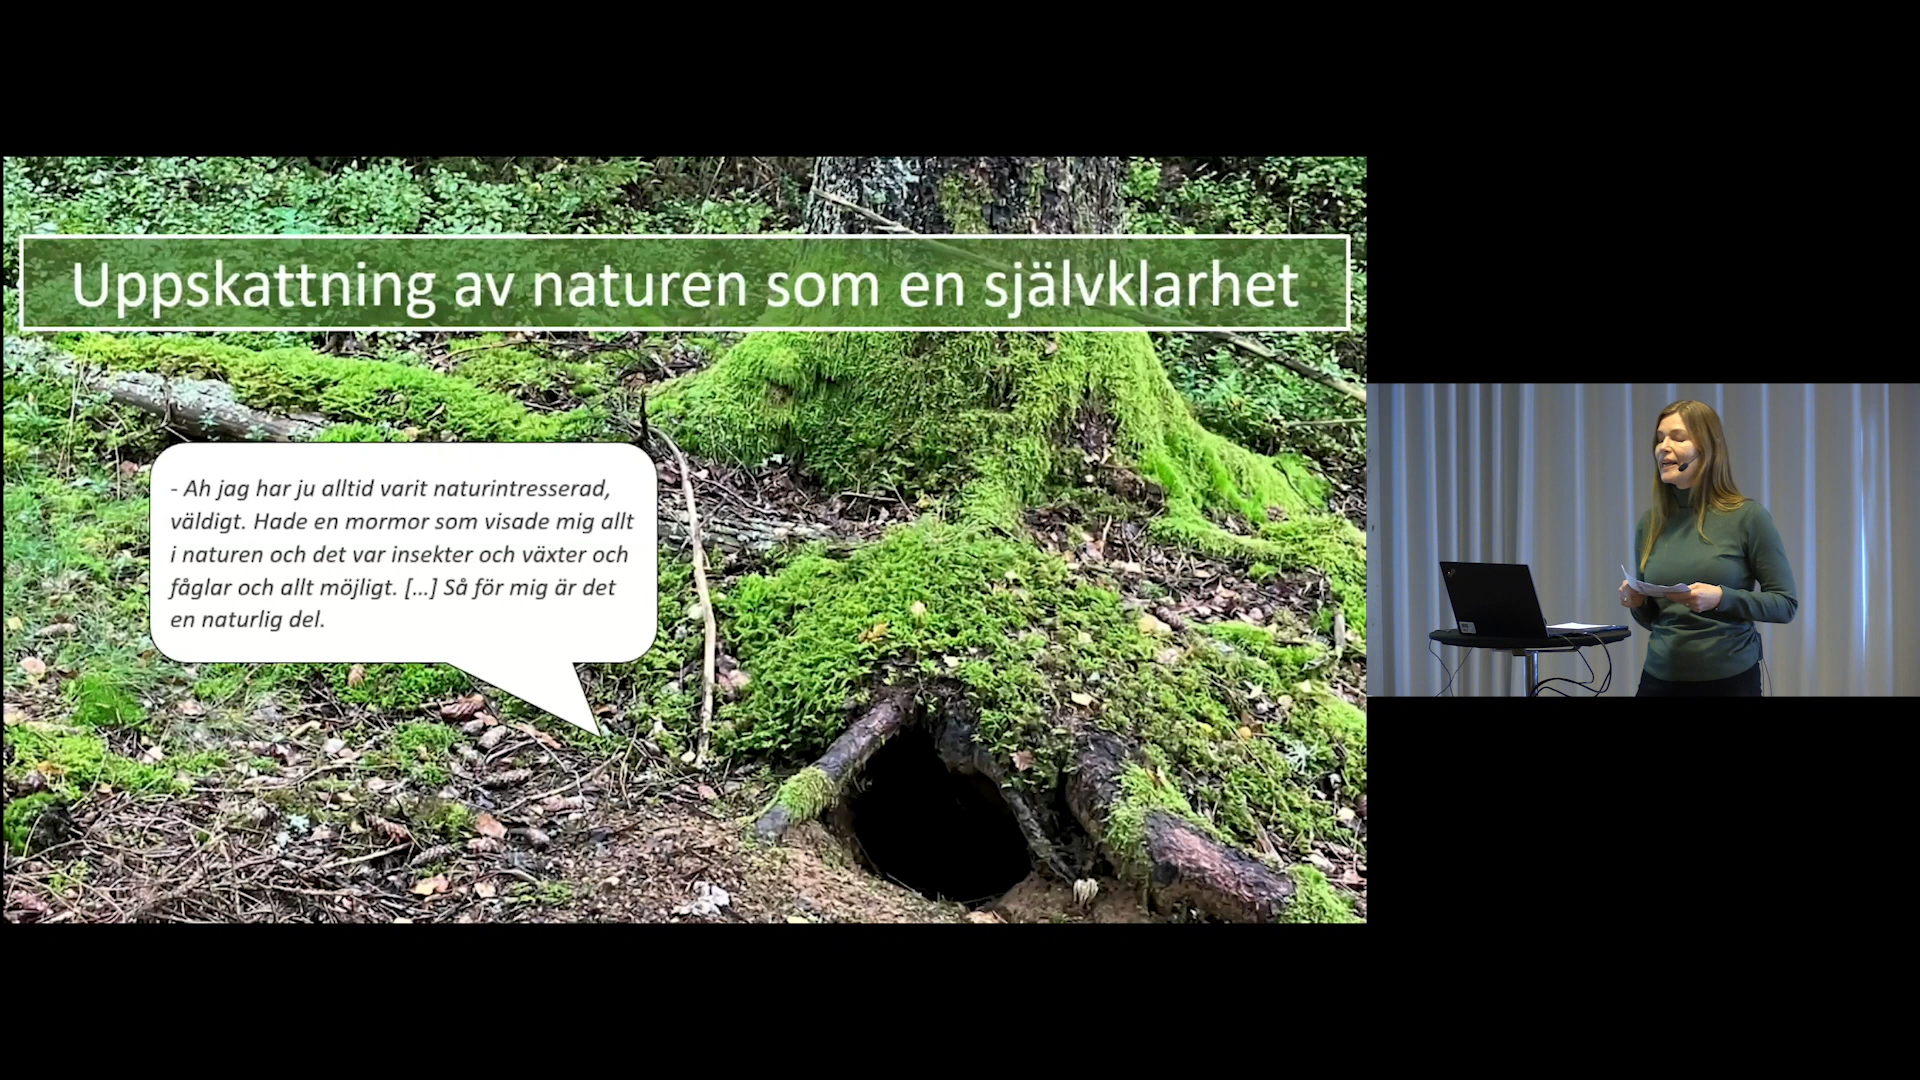 Uppskattning av naturen som en självklarhet
- Ah jag har ju alltid varit naturintresserad,
väldigt. Hade en mormor som visade mig allt
i naturen och det var insekter och växter och
fåglar och allt möjligt. [...] Så för mig är det
en naturlig del.